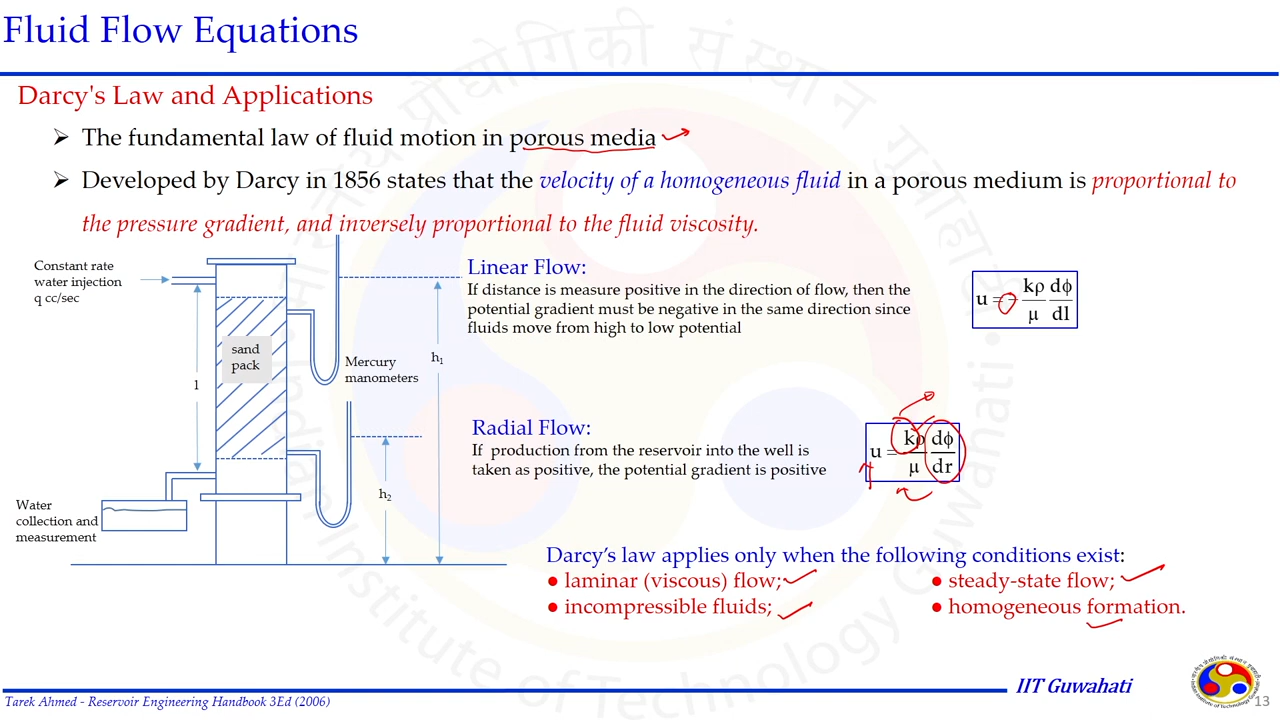 Fluid Flow Equations
Darcy's Law and Applications
➢ The fundamental law of fluid motion in porous media
➢ Developed by Darcy in 1856 states that the velocity of a homogeneous fluid in a porous medium is proportional to
the pressure gradient, and inversely proportional to the fluid viscosity.
Constant rate
water injection
q cc/sec
sand
pack
l
Mercury
manometers
h₁
h₂
Water
collection and
measurement
Linear Flow:
If distance is measure positive in the direction of flow, then the
potential gradient must be negative in the same direction since
fluids move from high to low potential
u = − kρ/μ dϕ/dl
Radial Flow:
If production from the reservoir into the well is
taken as positive, the potential gradient is positive
u = kρ/μ dϕ/dr
Darcy’s law applies only when the following conditions exist:
● laminar (viscous) flow; ● steady-state flow;
● incompressible fluids; ● homogeneous formation.
Tarek Ahmed - Reservoir Engineering Handbook 3Ed (2006)
IIT Guwahati
13
Indian Institute of Technology Guwahati